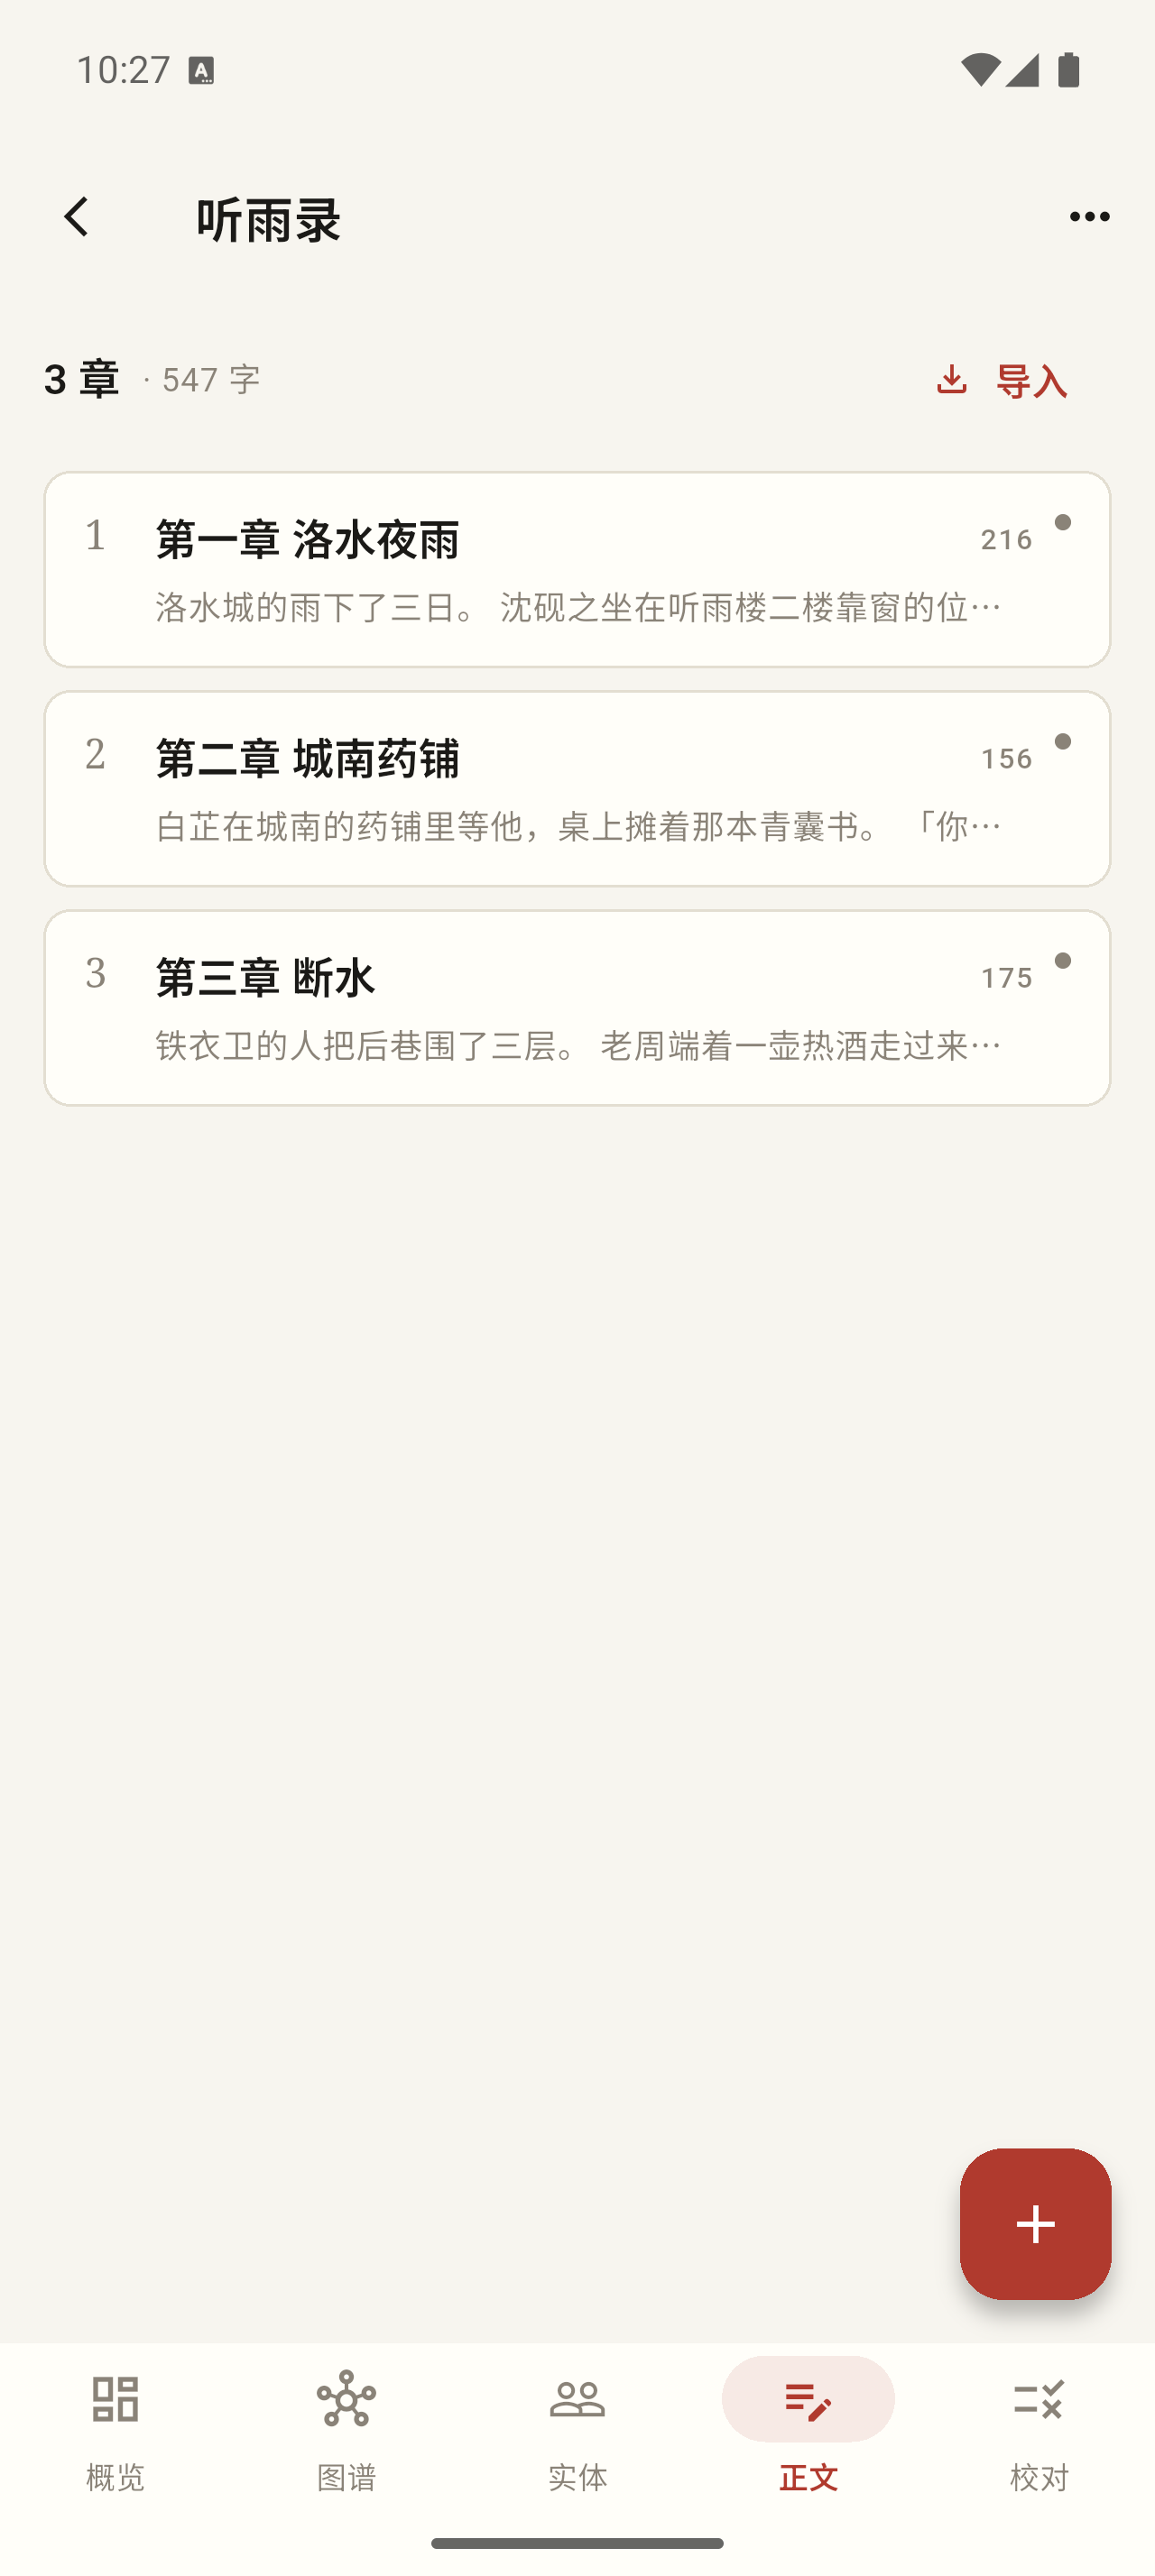 10:27
听雨录
3 章 · 547 字
导入
1 第一章 洛水夜雨 216
洛水城的雨下了三日。 沈砚之坐在听雨楼二楼靠窗的位…
2 第二章 城南药铺 156
白芷在城南的药铺里等他，桌上摊着那本青囊书。 「你…
3 第三章 断水 175
铁衣卫的人把后巷围了三层。 老周端着一壶热酒走过来…
概览 图谱 实体 正文 校对